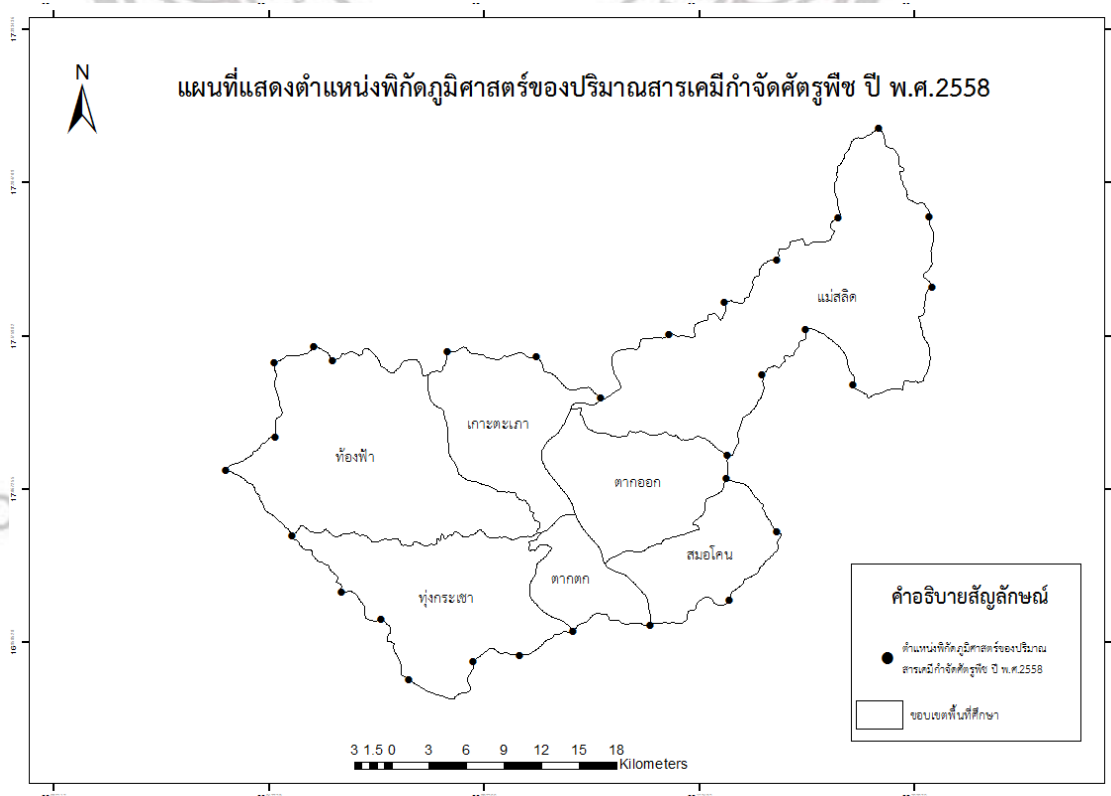 N
แผนที่แสดงตำแหน่งพิกัดภูมิศาสตร์ของปริมาณสารเคมีกำจัดศัตรูพืช ปี พ.ศ.2558
แม่สลิด
เกาะตะเภา
ท้องฟ้า
ตากออก
สมอโคน
ตากตก
ทุ่งกระเชา
คำอธิบายสัญลักษณ์
ตำแหน่งพิกัดภูมิศาสตร์ของปริมาณ
สารเคมีกำจัดศัตรูพืช ปี พ.ศ.2558
ขอบเขตพื้นที่ศึกษา
3 1.5 0 3 6 9 12 15 18
Kilometers